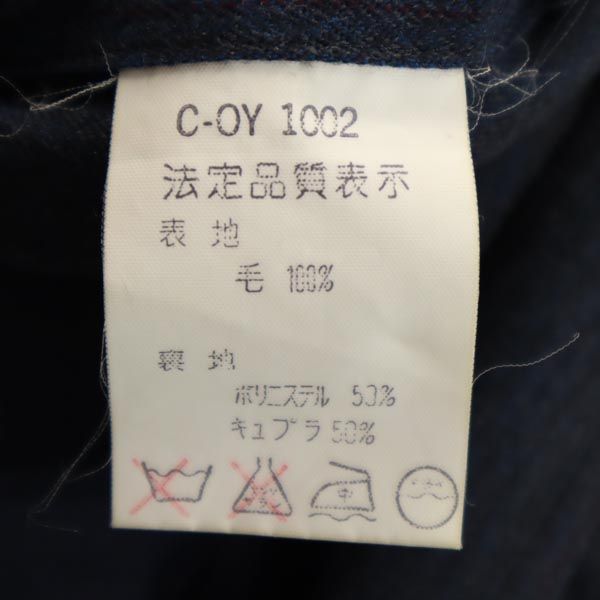 C-OY 1002
法定品質表示
表地
毛 100%
裏地
ポリエステル 50%
キュプラ 50%
中